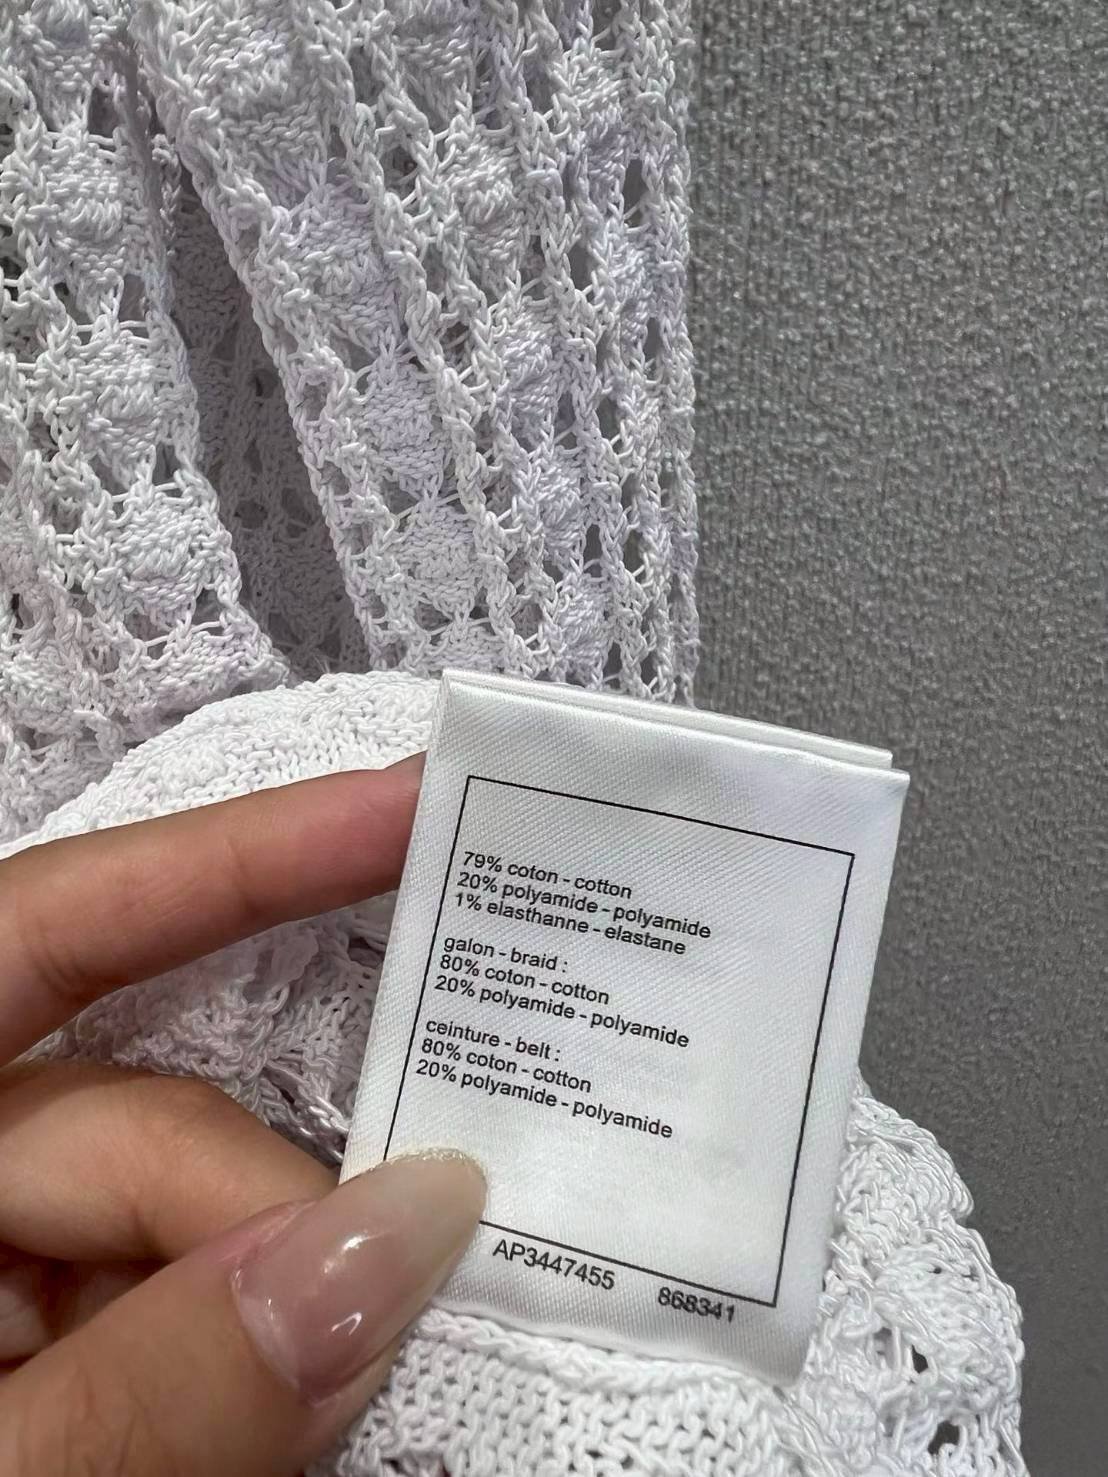 79% coton - cotton
20% polyamide - polyamide
1% elasthanne - elastane
galon - braid :
80% coton - cotton
20% polyamide - polyamide
ceinture - belt :
80% coton - cotton
20% polyamide - polyamide
AP3447455 868341